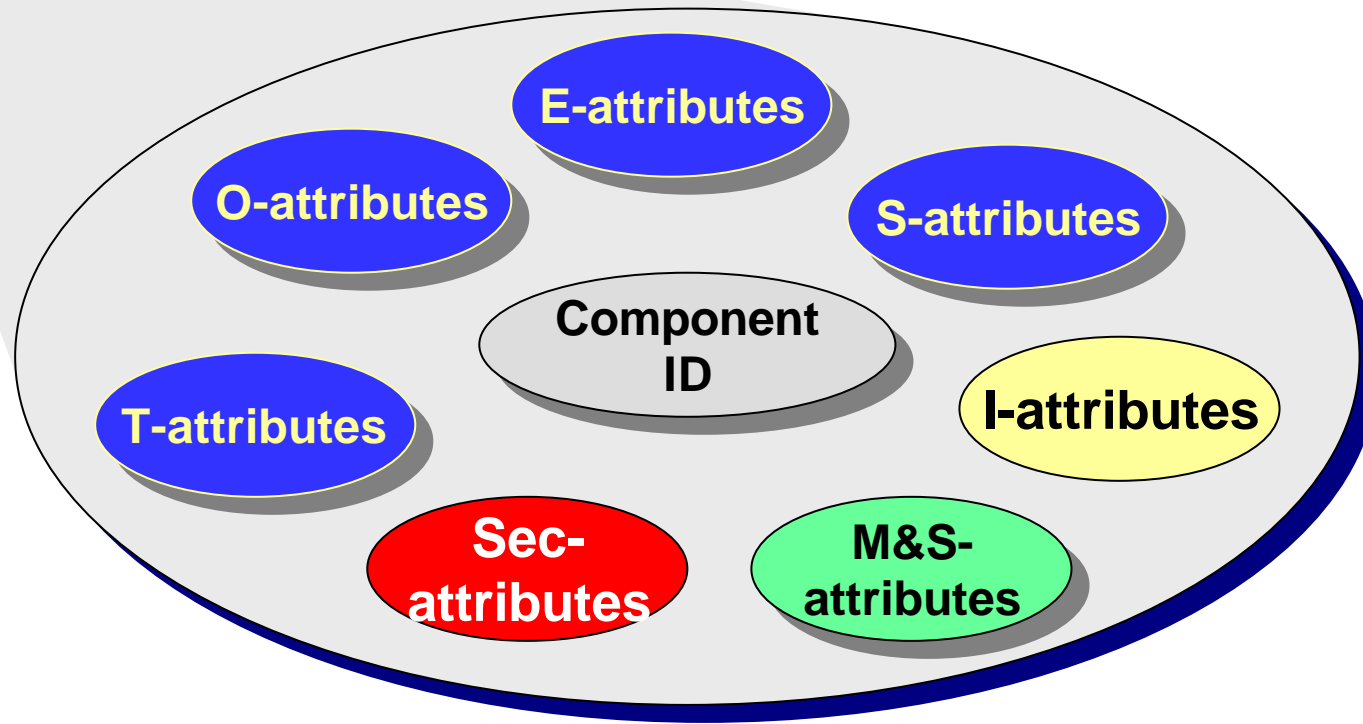 E-attributes
O-attributes
S-attributes
Component
ID
I-attributes
T-attributes
Sec-
attributes
M&S-
attributes